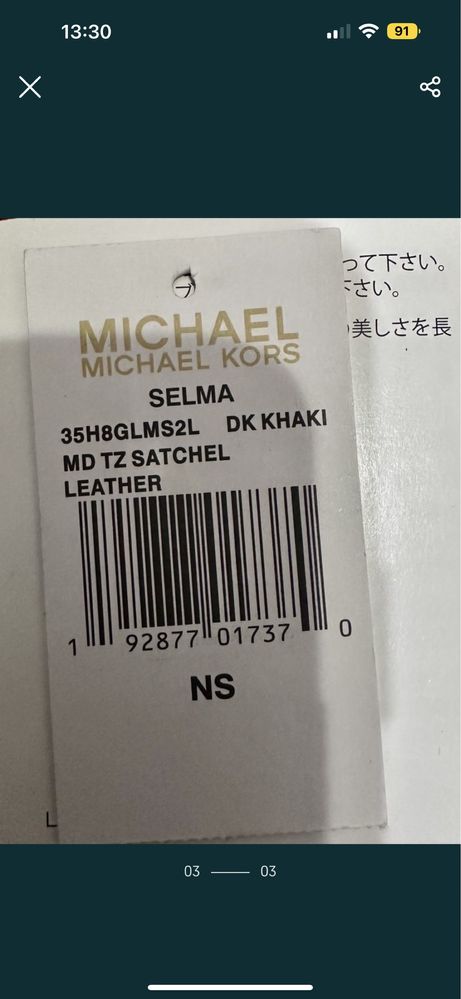 13:30
91
って下さい。
下さい。
美しさを長
MICHAEL
MICHAEL KORS
SELMA
35H8GLMS2L DK KHAKI
MD TZ SATCHEL
LEATHER
1 92877 01737 0
NS
03 03